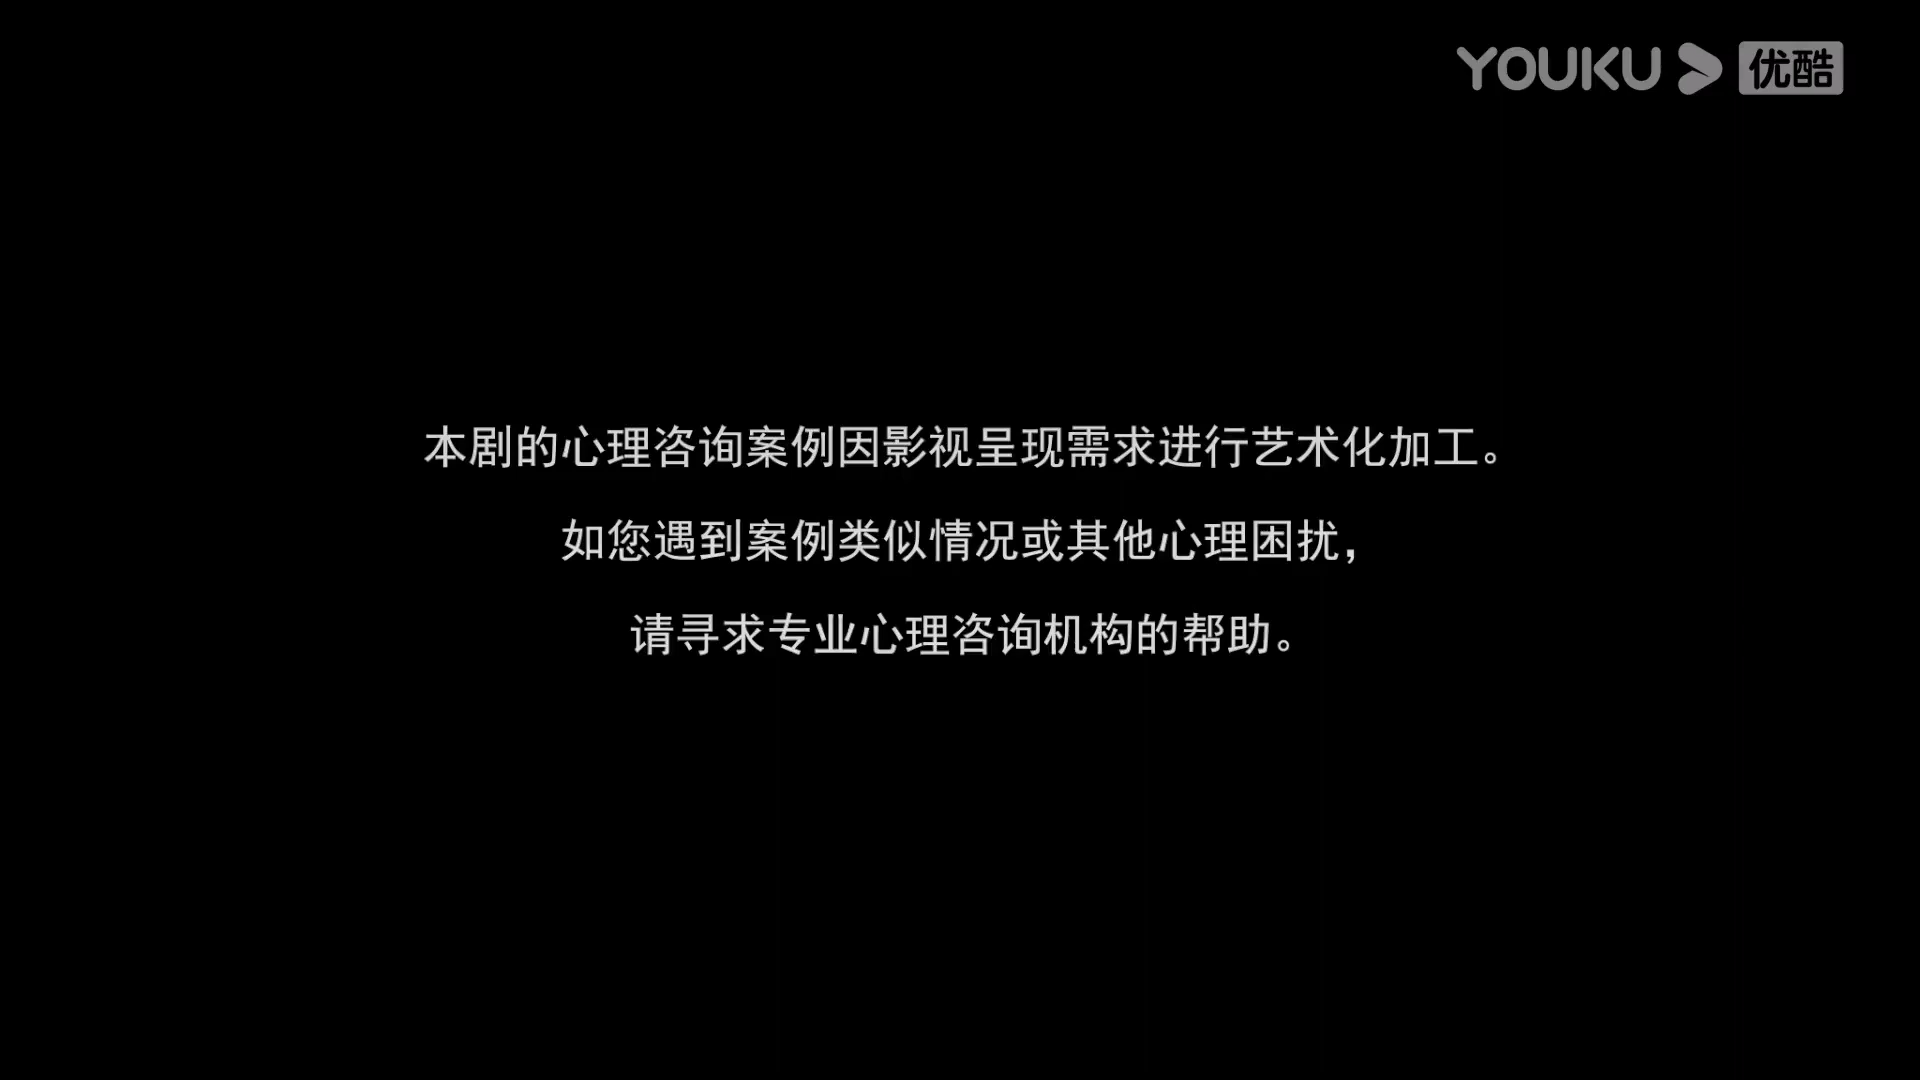 YOUKU 优酷
本剧的心理咨询案例因影视呈现需求进行艺术化加工。
如您遇到案例类似情况或其他心理困扰，
请寻求专业心理咨询机构的帮助。